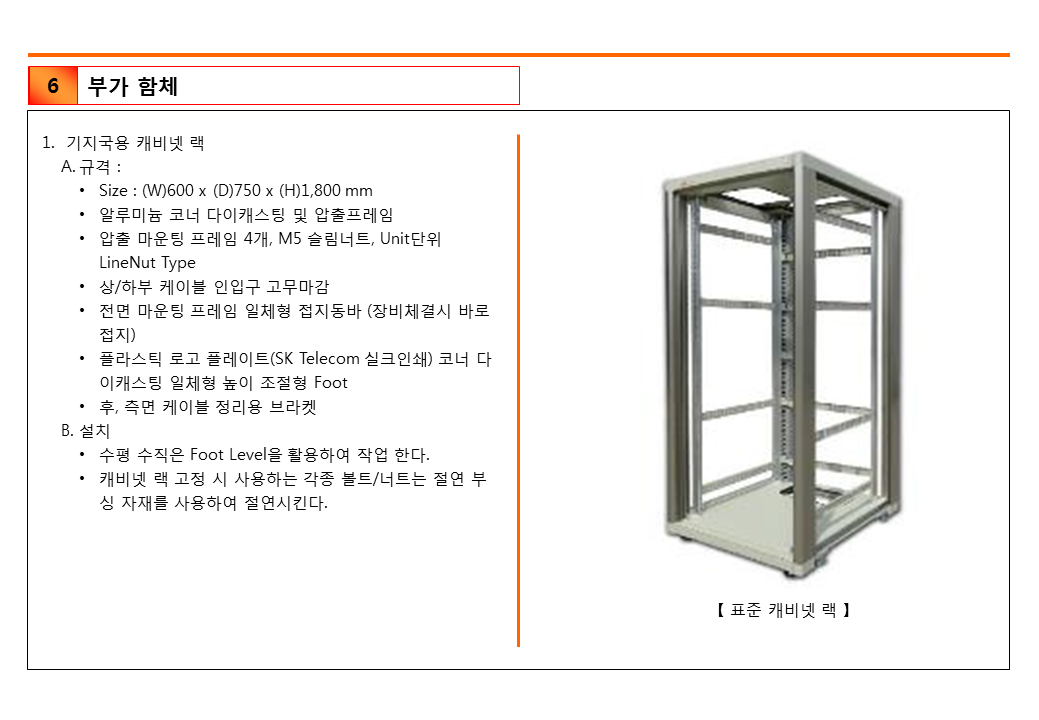 6 부가 함체
1. 기지국용 캐비넷 랙
A. 규격 :
• Size : (W)600 x (D)750 x (H)1,800 mm
• 알루미늄 코너 다이캐스팅 및 압출프레임
• 압출 마운팅 프레임 4개, M5 슬림너트, Unit단위
LineNut Type
• 상/하부 케이블 인입구 고무마감
• 전면 마운팅 프레임 일체형 접지동바 (장비체결시 바로
접지)
• 플라스틱 로고 플레이트(SK Telecom 실크인쇄) 코너 다
이캐스팅 일체형 높이 조절형 Foot
• 후, 측면 케이블 정리용 브라켓
B. 설치
• 수평 수직은 Foot Level을 활용하여 작업 한다.
• 캐비넷 랙 고정 시 사용하는 각종 볼트/너트는 절연 부
싱 자재를 사용하여 절연시킨다.
【 표준 캐비넷 랙 】